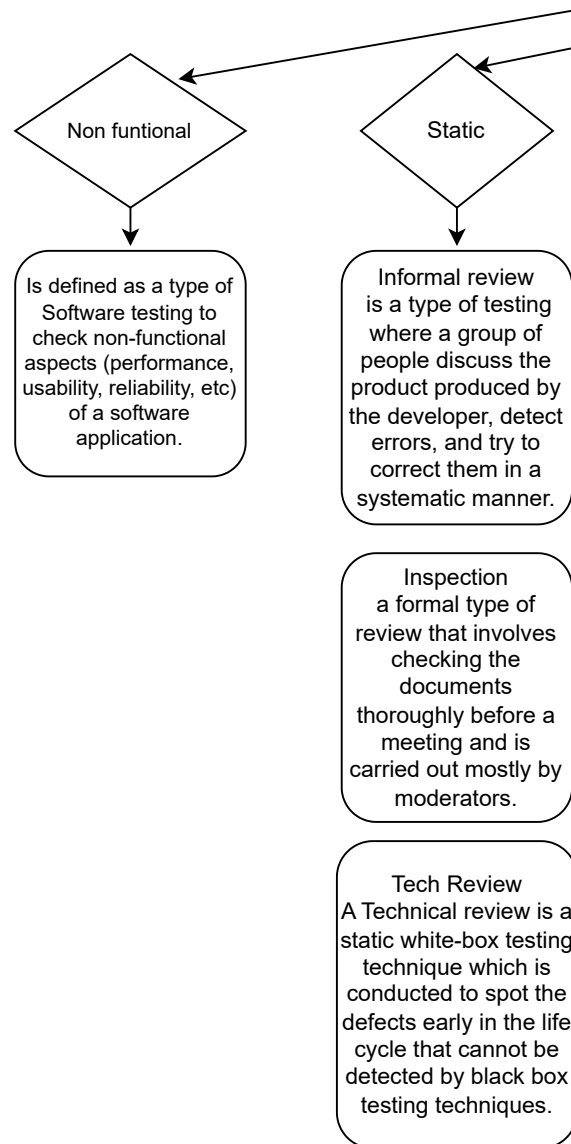 Non funtional
Static
Is defined as a type of
Software testing to
check non-functional
aspects (performance,
usability, reliability, etc)
of a software
application.
Informal review
is a type of testing
where a group of
people discuss the
product produced by
the developer, detect
errors, and try to
correct them in a
systematic manner.
Inspection
a formal type of
review that involves
checking the
documents
thoroughly before a
meeting and is
carried out mostly by
moderators.
Tech Review
A Technical review is a
static white-box testing
technique which is
conducted to spot the
defects early in the life
cycle that cannot be
detected by black box
testing techniques.